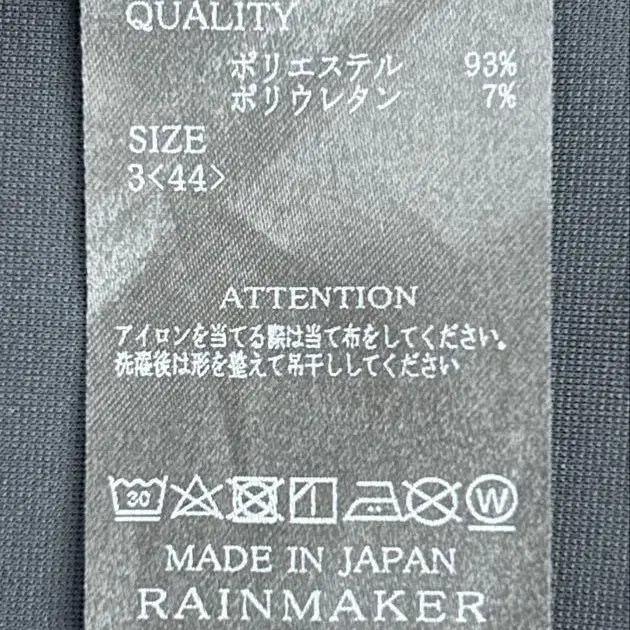 QUALITY
ポリエステル 93%
ポリウレタン 7%
SIZE
3<44>
ATTENTION
アイロンを当てる際は当て布をしてください。
洗濯後は形を整えて吊干ししてください
30 W
MADE IN JAPAN
RAINMAKER